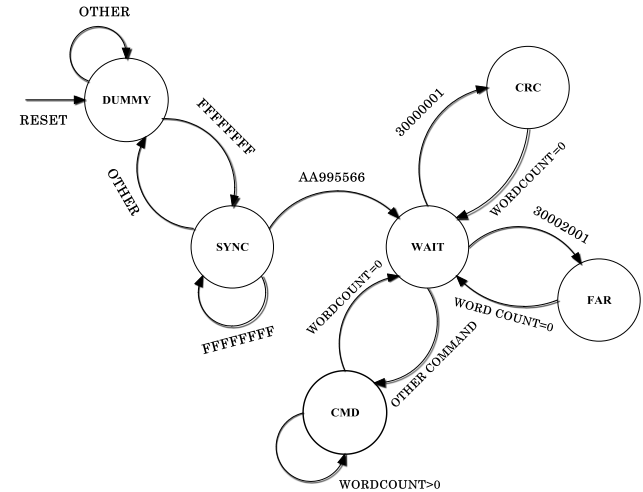 OTHER
DUMMY
RESET
FFFFFFFF
OTHER
SYNC
FFFFFFFF
AA995566
WAIT
30000001
CRC
WORDCOUNT=0
30002001
FAR
WORD COUNT=0
WORDCOUNT=0
OTHER COMMAND
CMD
WORDCOUNT>0